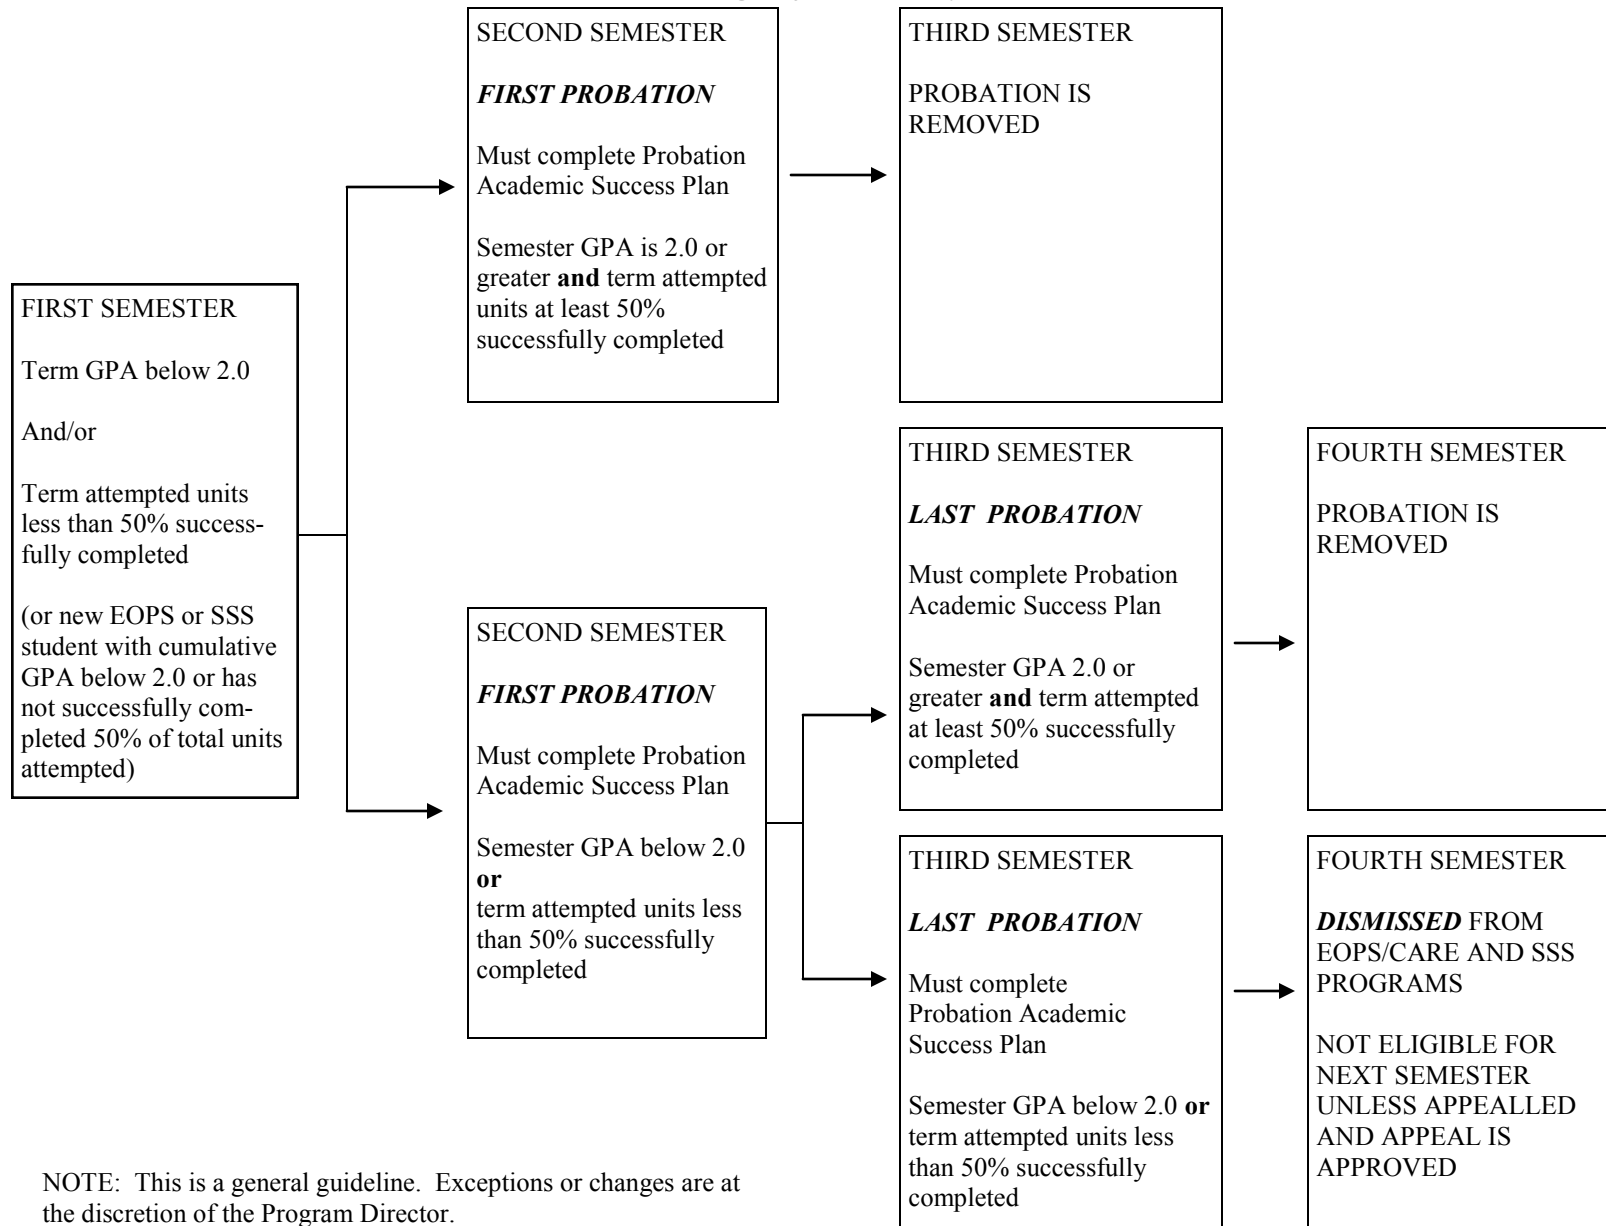 FIRST SEMESTER
Term GPA below 2.0
And/or
Term attempted units
less than 50% success-
fully completed
(or new EOPS or SSS
student with cumulative
GPA below 2.0 or has
not successfully com-
pleted 50% of total units
attempted)
SECOND SEMESTER
FIRST PROBATION
Must complete Probation
Academic Success Plan
Semester GPA is 2.0 or
greater and term attempted
units at least 50%
successfully completed
THIRD SEMESTER
PROBATION IS
REMOVED
SECOND SEMESTER
FIRST PROBATION
Must complete Probation
Academic Success Plan
Semester GPA below 2.0
or
term attempted units less
than 50% successfully
completed
THIRD SEMESTER
LAST PROBATION
Must complete Probation
Academic Success Plan
Semester GPA 2.0 or
greater and term attempted
at least 50% successfully
completed
FOURTH SEMESTER
PROBATION IS
REMOVED
THIRD SEMESTER
LAST PROBATION
Must complete
Probation Academic
Success Plan
Semester GPA below 2.0 or
term attempted units less
than 50% successfully
completed
FOURTH SEMESTER
DISMISSED FROM
EOPS/CARE AND SSS
PROGRAMS
NOT ELIGIBLE FOR
NEXT SEMESTER
UNLESS APPEALLED
AND APPEAL IS
APPROVED
NOTE: This is a general guideline. Exceptions or changes are at
the discretion of the Program Director.